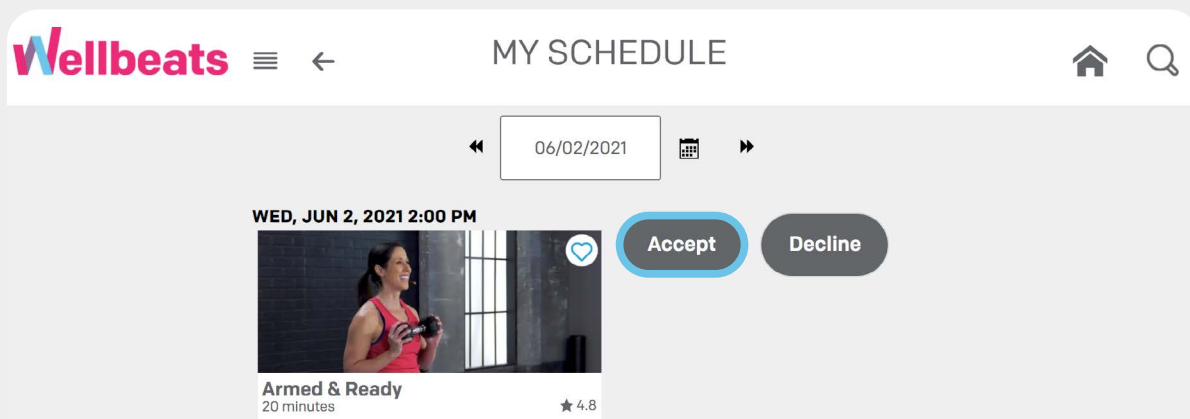 Wellbeats
MY SCHEDULE
06/02/2021
WED, JUN 2, 2021 2:00 PM
Accept
Decline
Armed & Ready
20 minutes
4.8